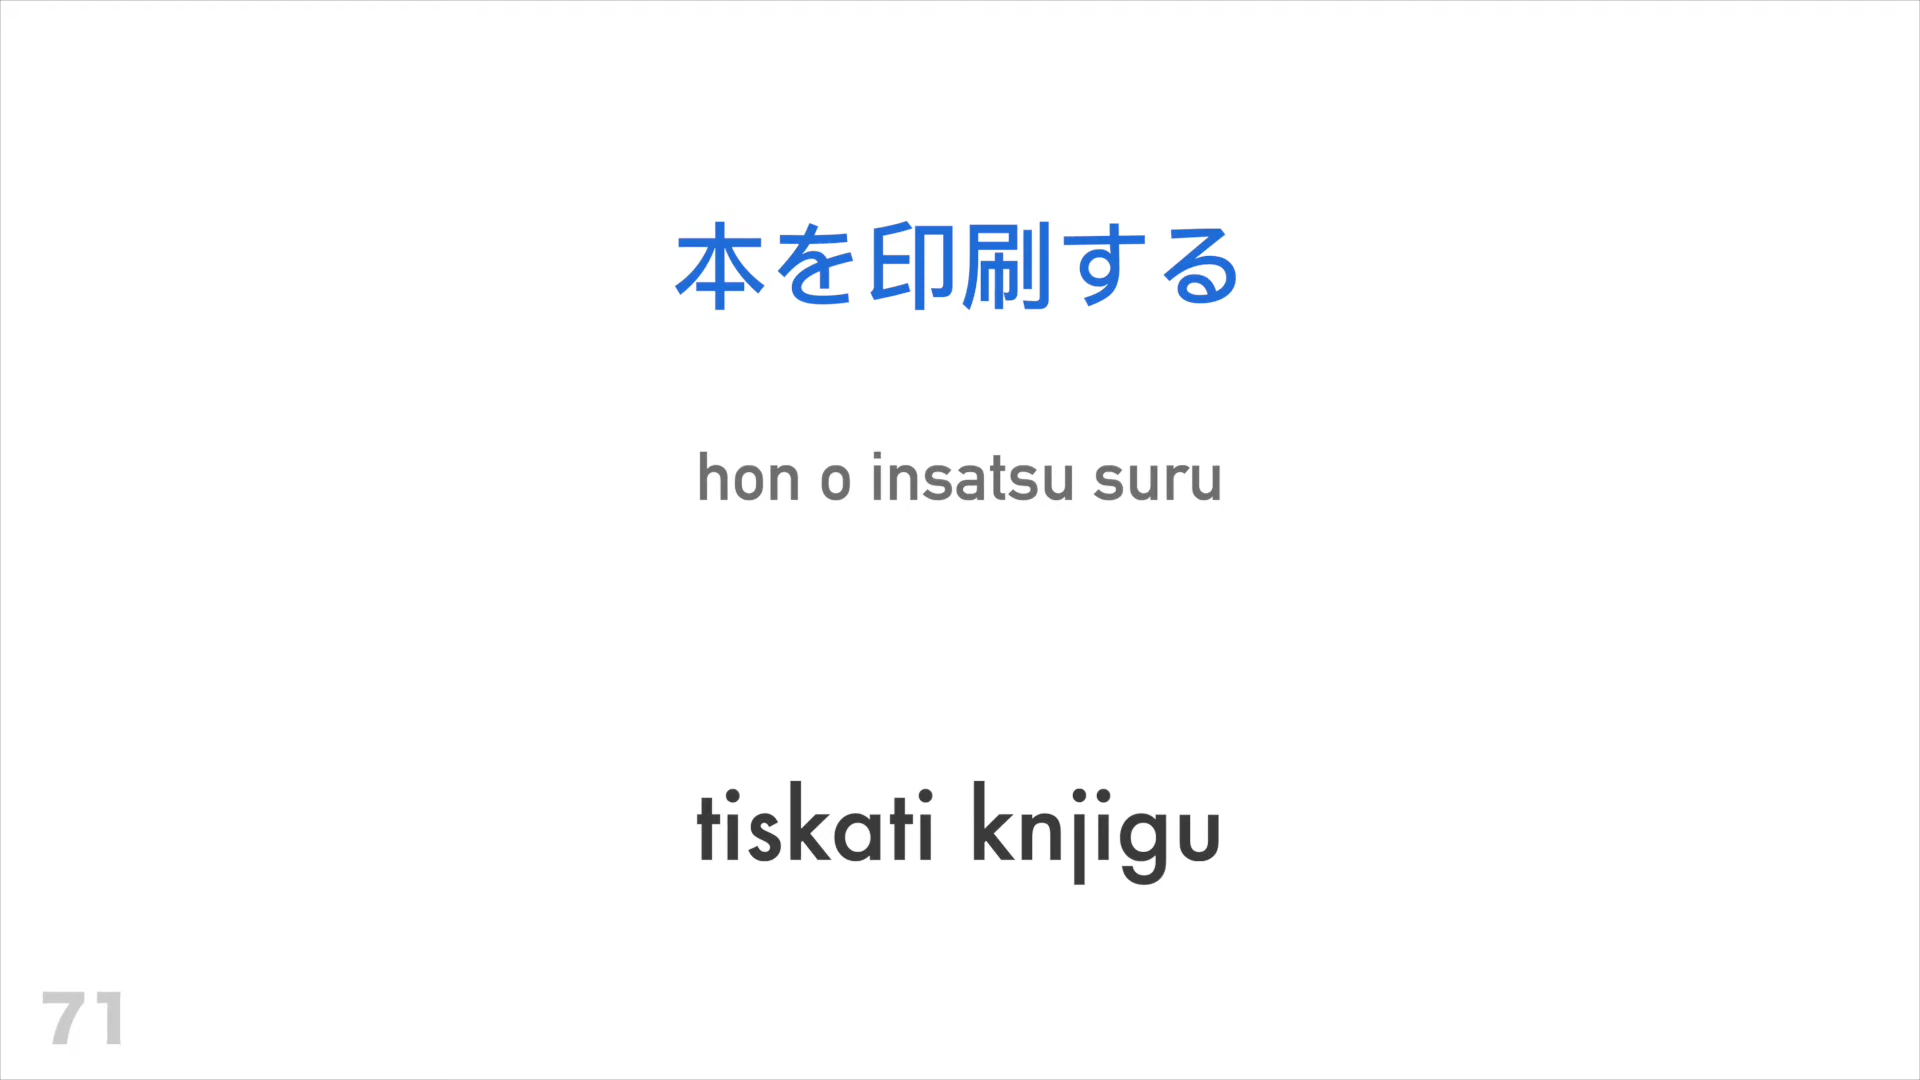 本を印刷する
hon o insatsu suru
tiskati knjigu
71